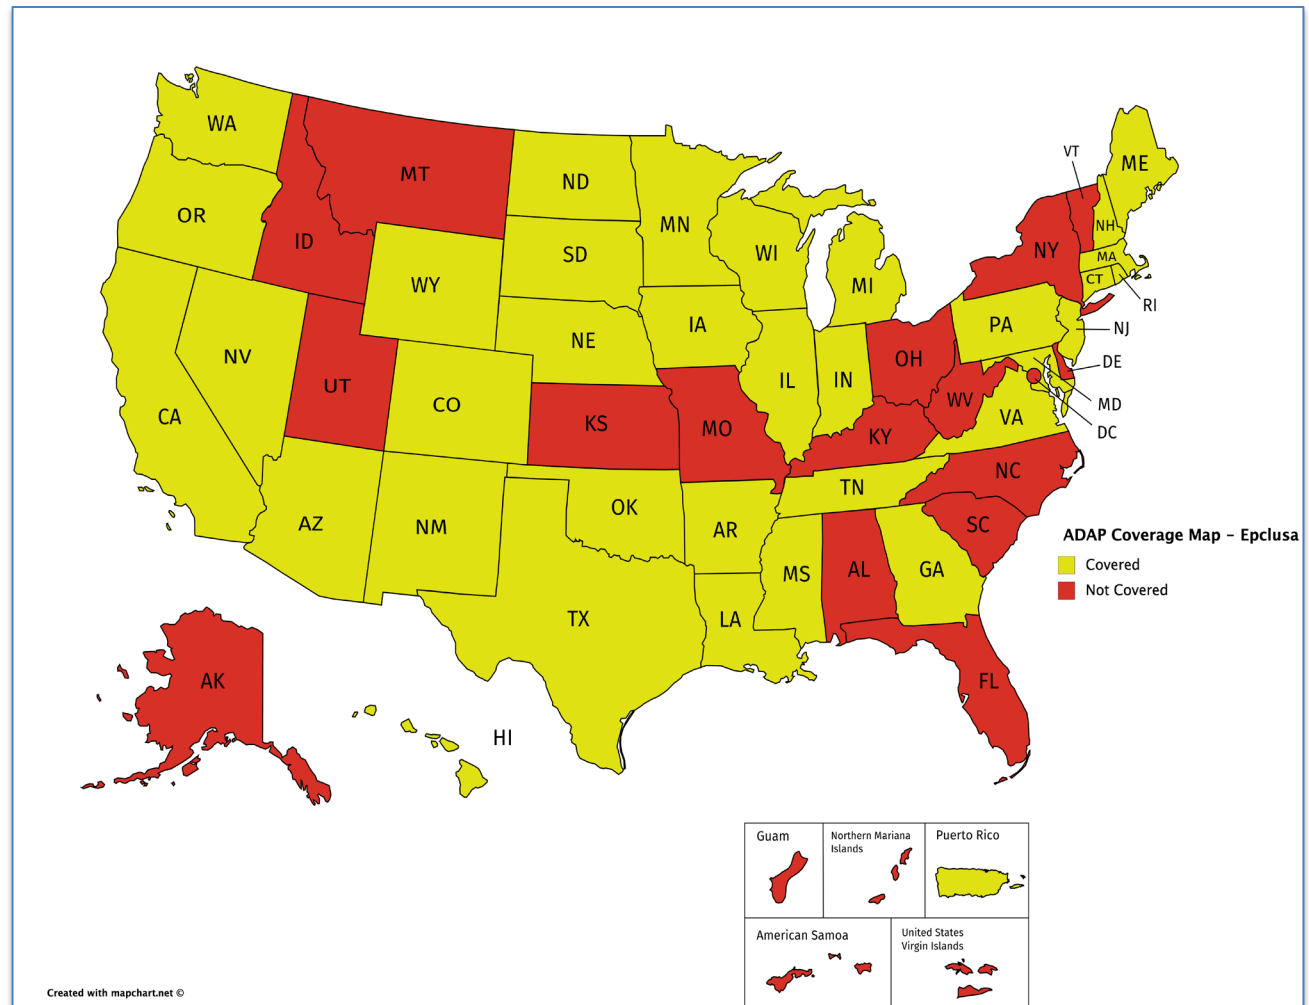 WA
MT
ND
MN
VT
ME
OR
ID
SD
WI
MI
NY
NH
MA
CT
RI
WY
NE
IA
PA
NJ
NV
UT
CO
IL
IN
OH
DE
WV
MD
VA
DC
CA
KS
MO
KY
NC
TN
AZ
NM
OK
AR
SC
MS
AL
GA
TX
LA
FL
AK
HI
ADAP Coverage Map – Epclusa
Covered
Not Covered
Guam
Northern Mariana
Islands
Puerto Rico
American Samoa
United States
Virgin Islands
Created with mapchart.net ©